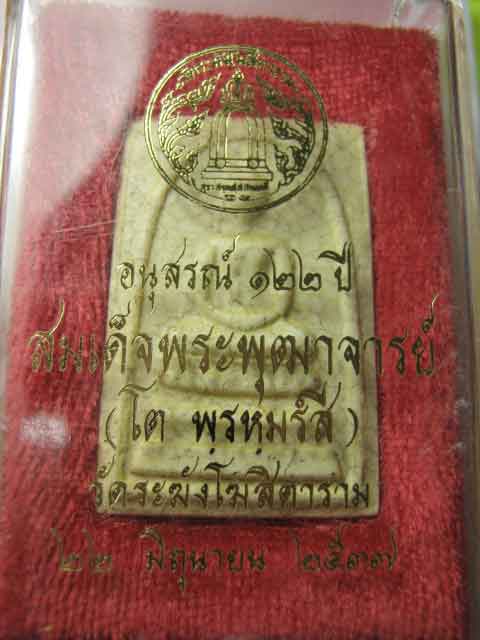 อนุสรณ์ ๑๒๒ ปี
สมเด็จพระพุฒาจารย์
(โต พฺรหฺมรํสี)
วัดระฆังโฆสิตาราม
๒๒ มิถุนายน ๒๕๓๗